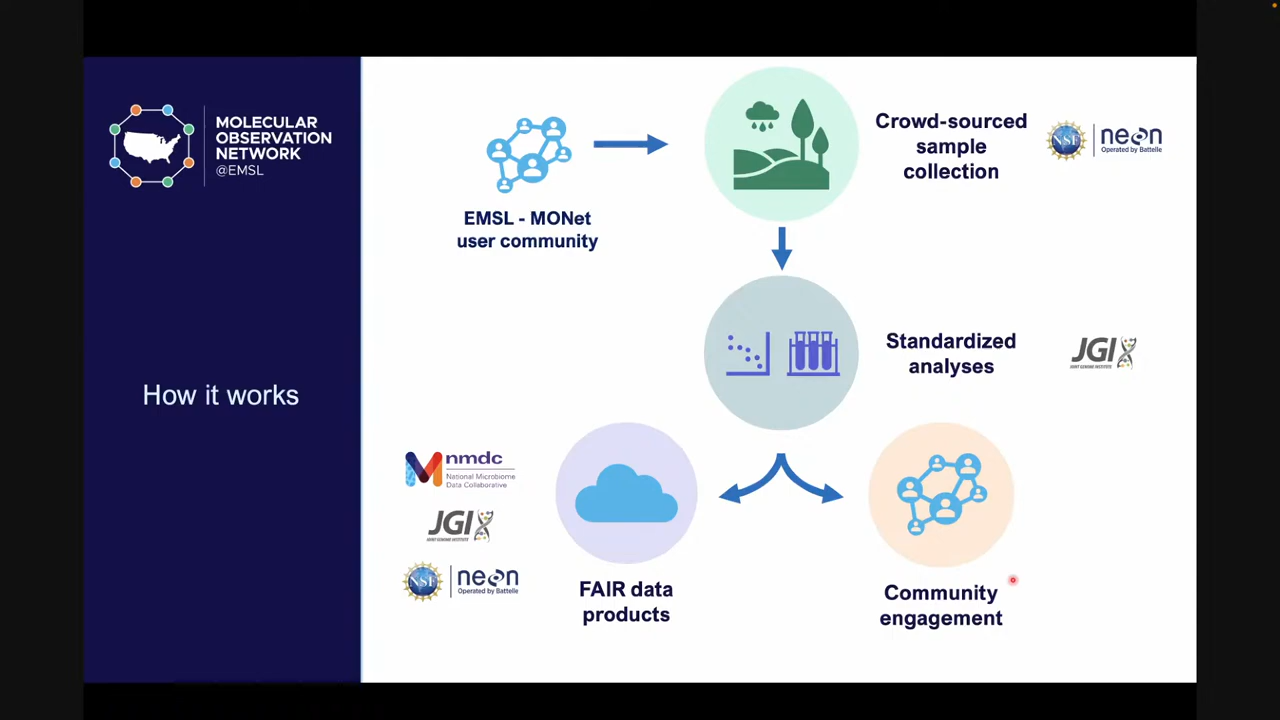 MOLECULAR
OBSERVATION
NETWORK
@EMSL
How it works
EMSL - MONet
user community
Crowd-sourced
sample
collection
NSF
neon
Operated by Battelle
Standardized
analyses
JGI
JOINT GENOME INSTITUTE
nmdc
National Microbiome
Data Collaborative
JGI
JOINT GENOME INSTITUTE
NSF
neon
Operated by Battelle
FAIR data
products
Community
engagement